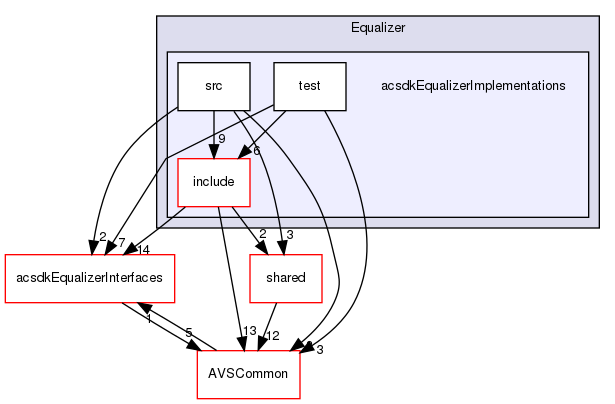 Equalizer
src
test
acsdkEqualizerImplementations
9
6
include
2
7
14
2
3
acsdkEqualizerInterfaces
shared
1
5
13
12
3
AVSCommon